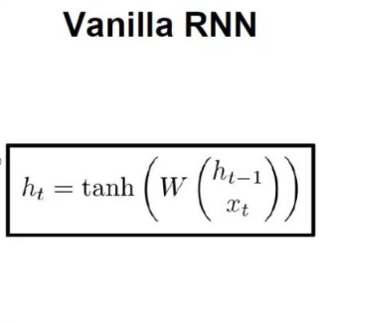 Vanilla RNN
h_t = tanh ( W ( h_{t-1} x_t ) )